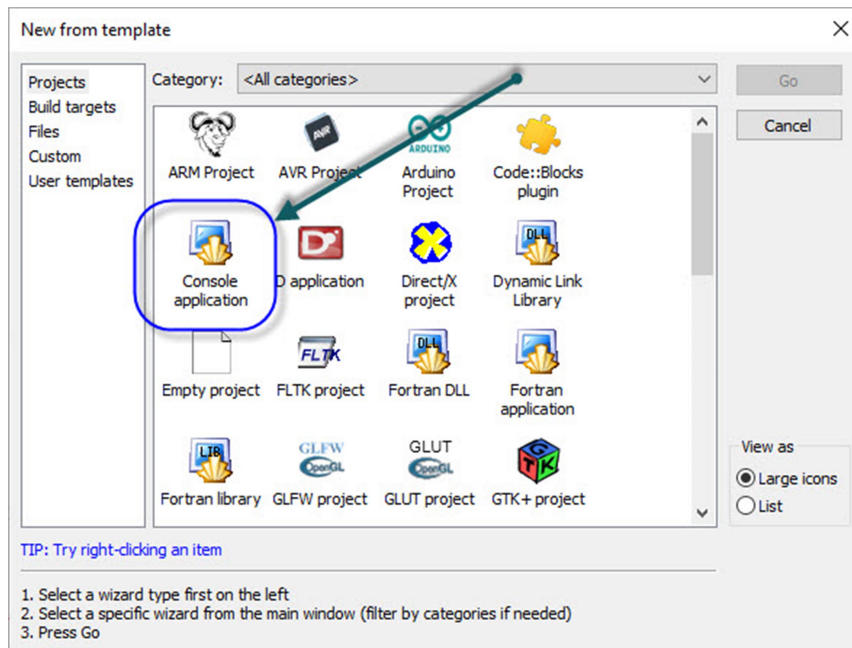 New from template
Projects
Build targets
Files
Custom
User templates
Category: <All categories>
Go
Cancel
AVR
ARDUINO
ARM Project AVR Project Arduino Project Code::Blocks plugin
D
DLL
Console application D application Direct/X project Dynamic Link Library
FLTK
DLL
Empty project FLTK project Fortran DLL Fortran application
LIB
GLFW
OpenGL
GLUT
OpenGL
GTK
Fortran library GLFW project GLUT project GTK+ project
View as
Large icons
List
TIP: Try right-clicking an item
1. Select a wizard type first on the left
2. Select a specific wizard from the main window (filter by categories if needed)
3. Press Go